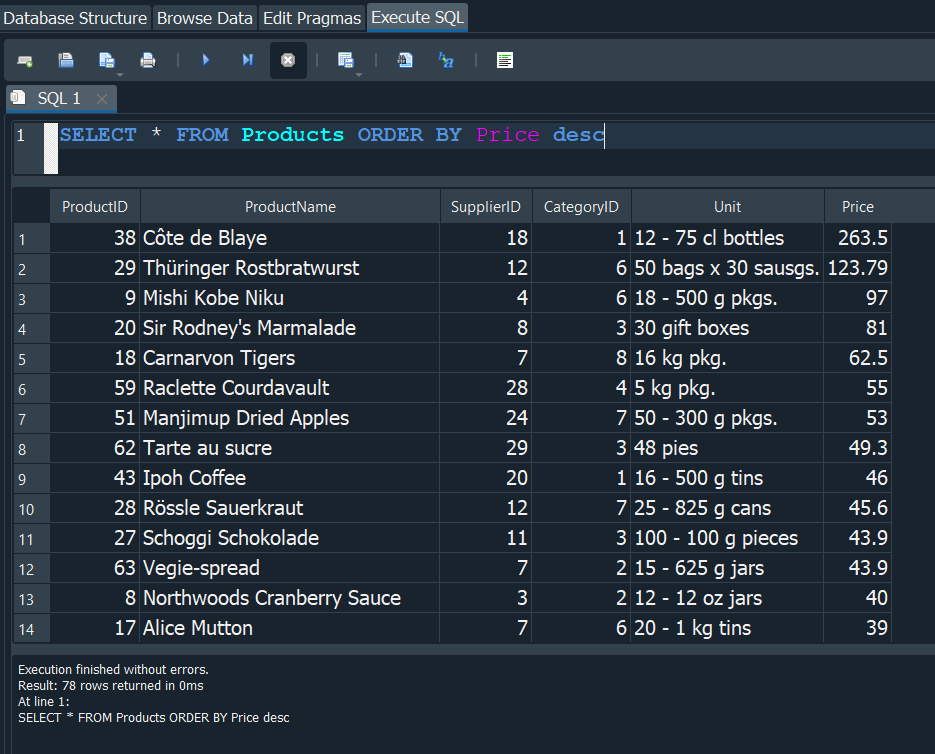 Database Structure Browse Data Edit Pragmas Execute SQL
SQL 1
1 SELECT * FROM Products ORDER BY Price desc
ProductID ProductName SupplierID CategoryID Unit Price
1 38 Côte de Blaye 18 1 12 - 75 cl bottles 263.5
2 29 Thüringer Rostbratwurst 12 6 50 bags x 30 sausgs. 123.79
3 9 Mishi Kobe Niku 4 6 18 - 500 g pkgs. 97
4 20 Sir Rodney's Marmalade 8 3 30 gift boxes 81
5 18 Carnarvon Tigers 7 8 16 kg pkg. 62.5
6 59 Raclette Courdavault 28 4 5 kg pkg. 55
7 51 Manjimup Dried Apples 24 7 50 - 300 g pkgs. 53
8 62 Tarte au sucre 29 3 48 pies 49.3
9 43 Ipoh Coffee 20 1 16 - 500 g tins 46
10 28 Rössle Sauerkraut 12 7 25 - 825 g cans 45.6
11 27 Schoggi Schokolade 11 3 100 - 100 g pieces 43.9
12 63 Vegie-spread 7 2 15 - 625 g jars 43.9
13 8 Northwoods Cranberry Sauce 3 2 12 - 12 oz jars 40
14 17 Alice Mutton 7 6 20 - 1 kg tins 39
Execution finished without errors.
Result: 78 rows returned in 0ms
At line 1:
SELECT * FROM Products ORDER BY Price desc